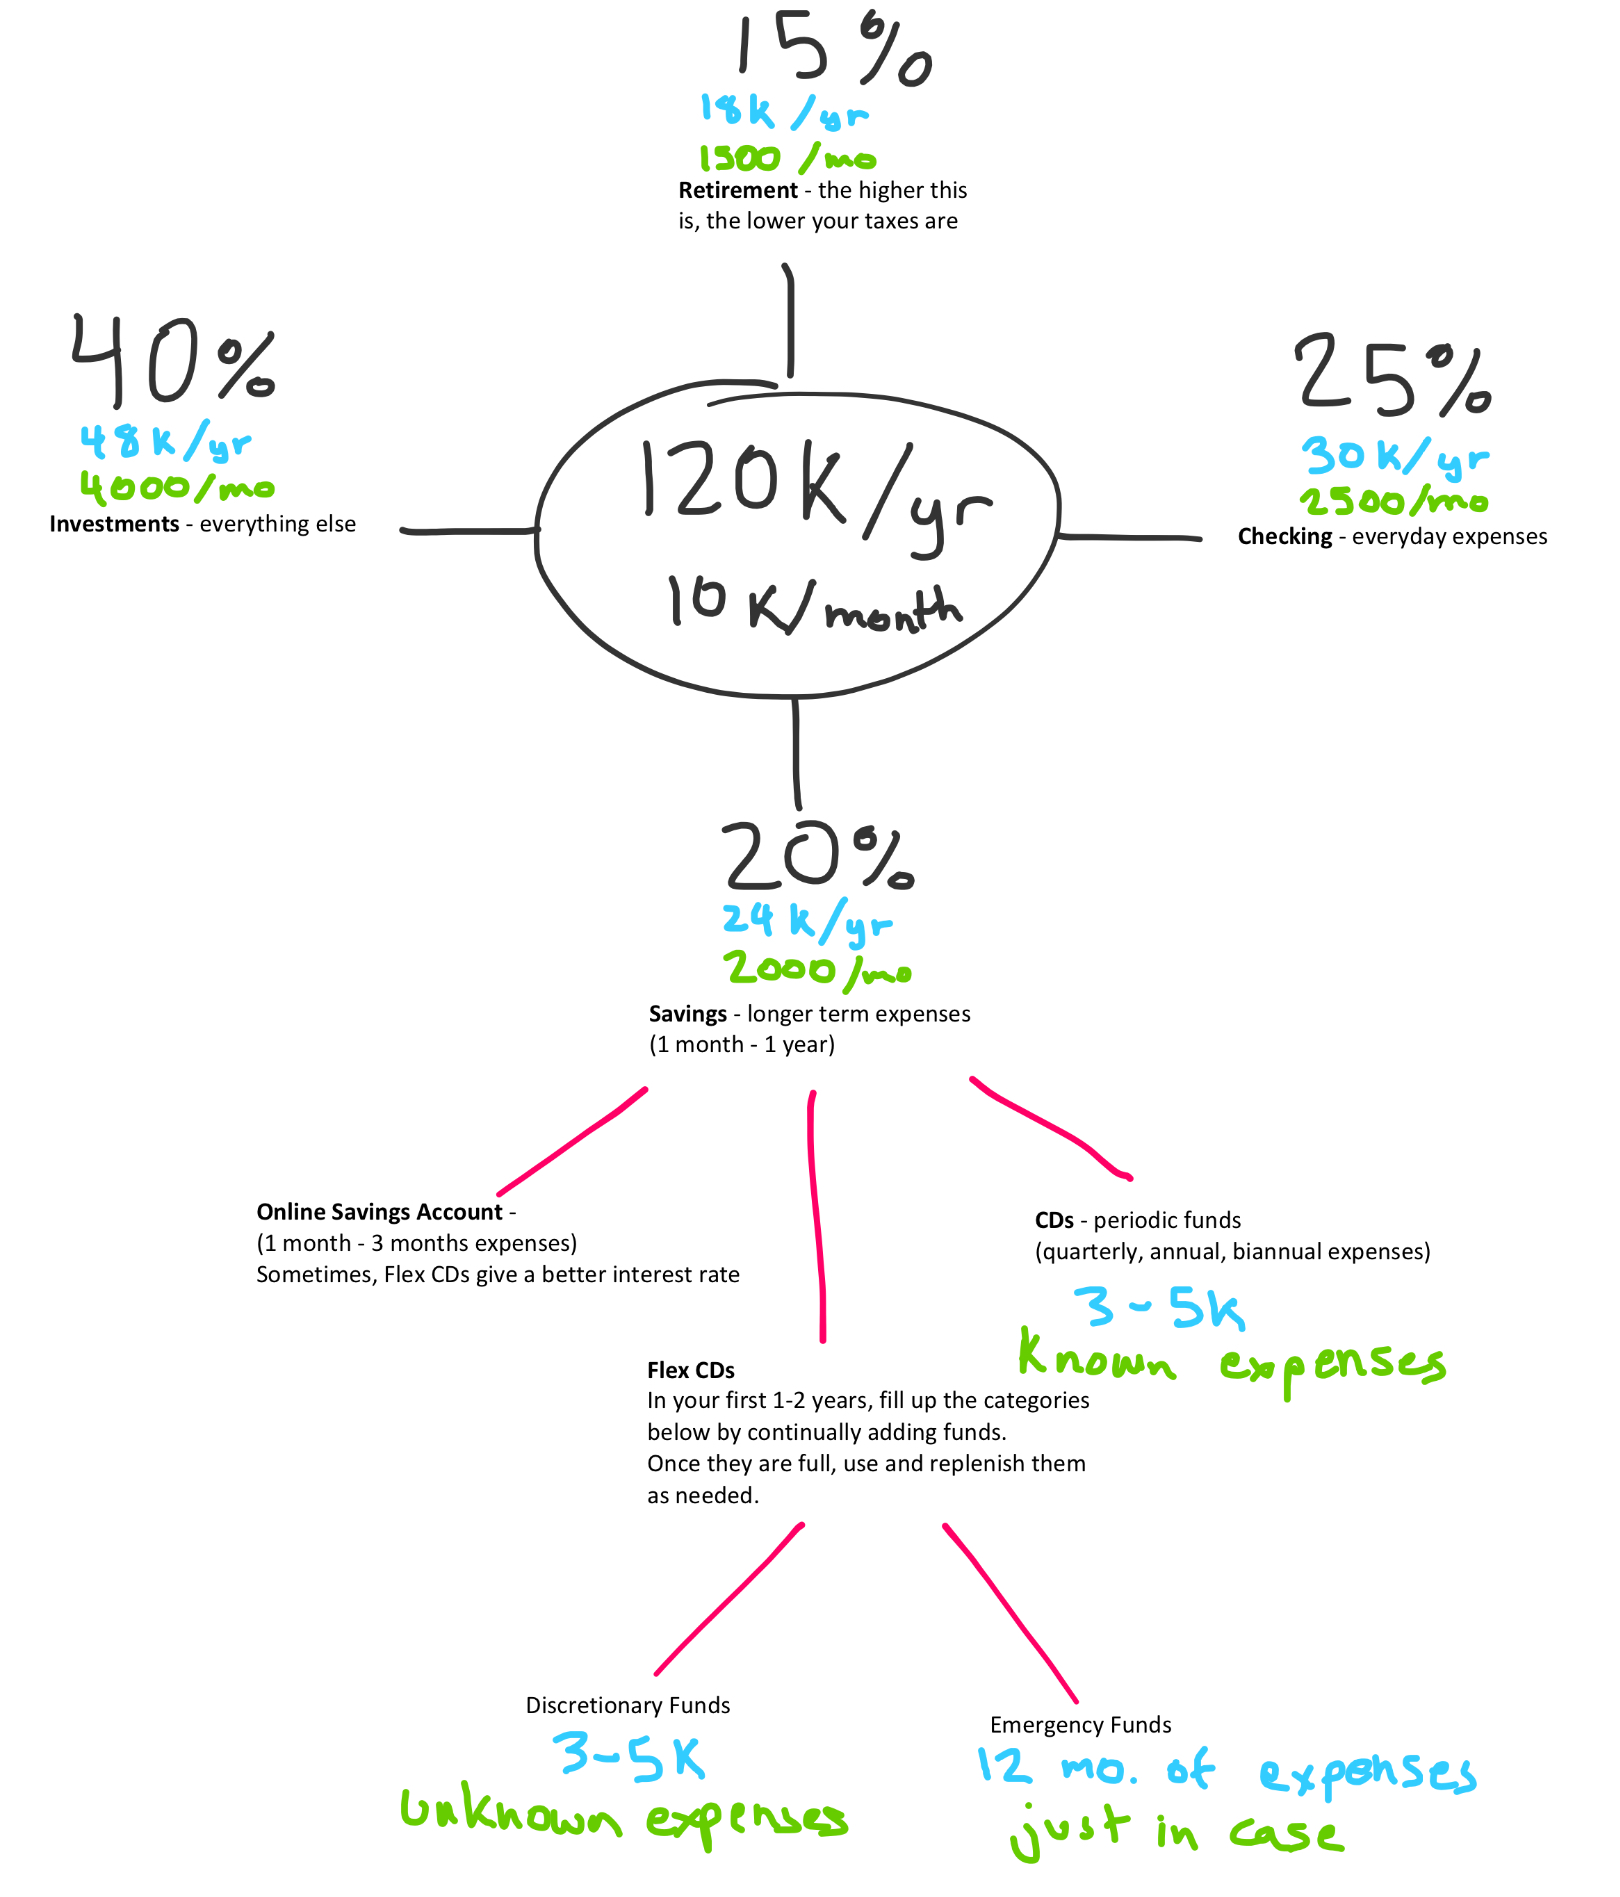 15%
18k/yr
1500/mo
Retirement - the higher this
is, the lower your taxes are
40%
48k/yr
4000/mo
Investments - everything else
120k/yr
10k/month
25%
30k/yr
2500/mo
Checking - everyday expenses
20%
24k/yr
2000/mo
Savings - longer term expenses
(1 month - 1 year)
Online Savings Account -
(1 month - 3 months expenses)
Sometimes, Flex CDs give a better interest rate
CDs - periodic funds
(quarterly, annual, biannual expenses)
3-5k
Known expenses
Flex CDs
In your first 1-2 years, fill up the categories
below by continually adding funds.
Once they are full, use and replenish them
as needed.
Discretionary Funds
3-5K
unknown expenses
Emergency Funds
12 mo. of expenses
just in case